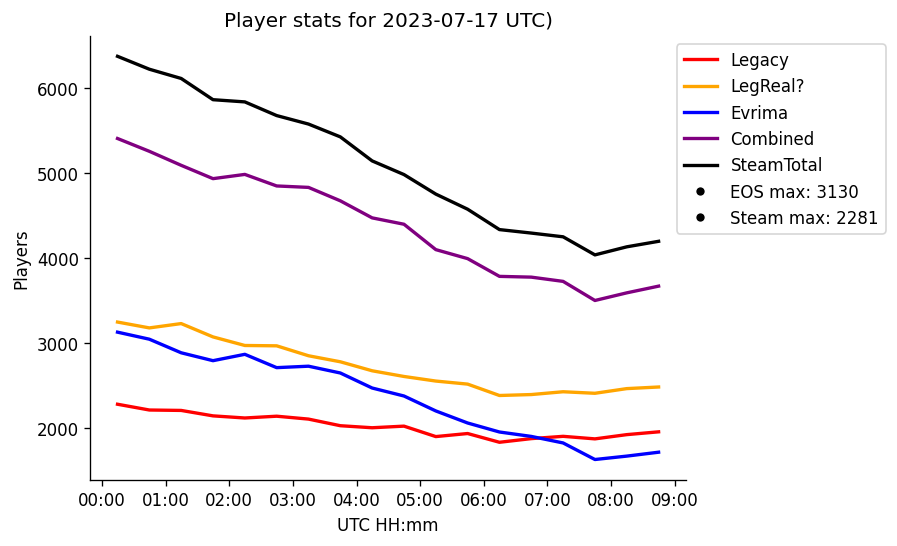 Player stats for 2023-07-17 UTC)
Legacy
LegReal?
Evrima
Combined
SteamTotal
EOS max: 3130
Steam max: 2281
Players
6000
5000
4000
3000
2000
00:00 01:00 02:00 03:00 04:00 05:00 06:00 07:00 08:00 09:00
UTC HH:mm